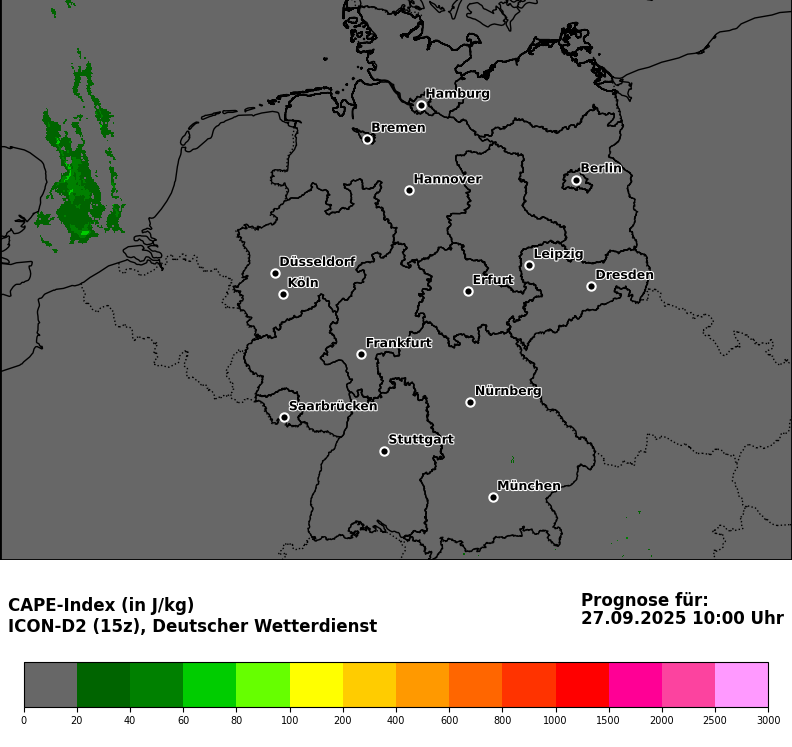 Hamburg
Bremen
Berlin
Hannover
Leipzig
Düsseldorf
Dresden
Köln
Erfurt
Frankfurt
Nürnberg
Saarbrücken
Stuttgart
München
CAPE-Index (in J/kg)
ICON-D2 (15z), Deutscher Wetterdienst
Prognose für:
27.09.2025 10:00 Uhr
0 20 40 60 80 100 200 400 600 800 1000 1500 2000 2500 3000